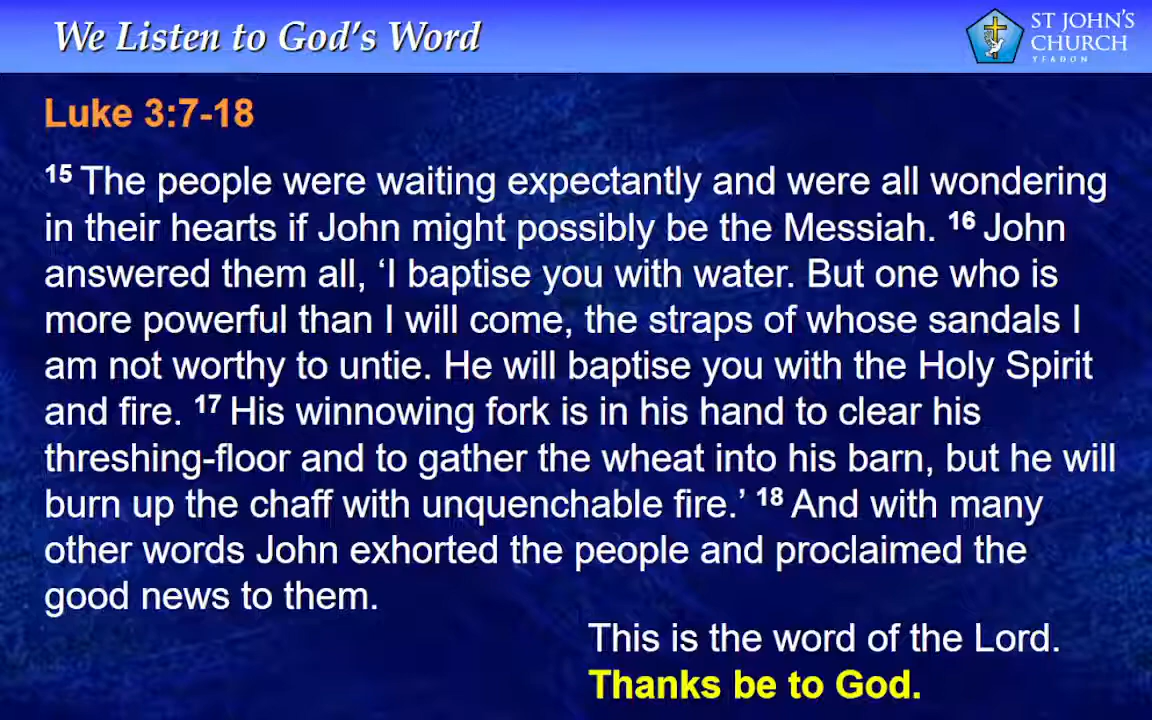 We Listen to God's Word
ST JOHN'S
CHURCH
YEADON
Luke 3:7-18
15 The people were waiting expectantly and were all wondering
in their hearts if John might possibly be the Messiah. 16 John
answered them all, ‘I baptise you with water. But one who is
more powerful than I will come, the straps of whose sandals I
am not worthy to untie. He will baptise you with the Holy Spirit
and fire. 17 His winnowing fork is in his hand to clear his
threshing-floor and to gather the wheat into his barn, but he will
burn up the chaff with unquenchable fire.’ 18 And with many
other words John exhorted the people and proclaimed the
good news to them.
This is the word of the Lord.
Thanks be to God.